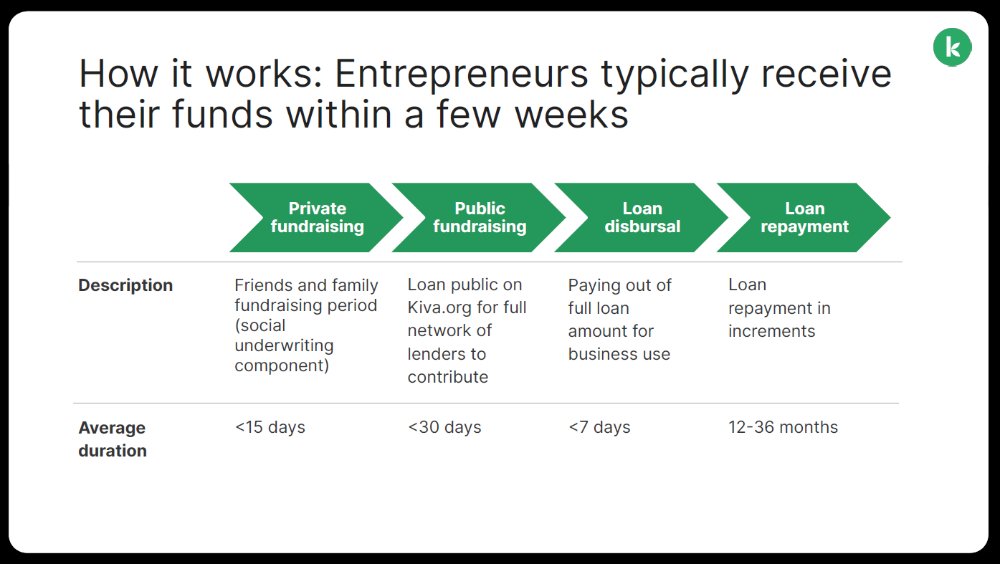 k
How it works: Entrepreneurs typically receive
their funds within a few weeks
Private
fundraising
Public
fundraising
Loan
disbursal
Loan
repayment
Description
Friends and family
fundraising period
(social
underwriting
component)
Loan public on
Kiva.org for full
network of
lenders to
contribute
Paying out of
full loan
amount for
business use
Loan
repayment in
increments
Average
duration
<15 days
<30 days
<7 days
12-36 months